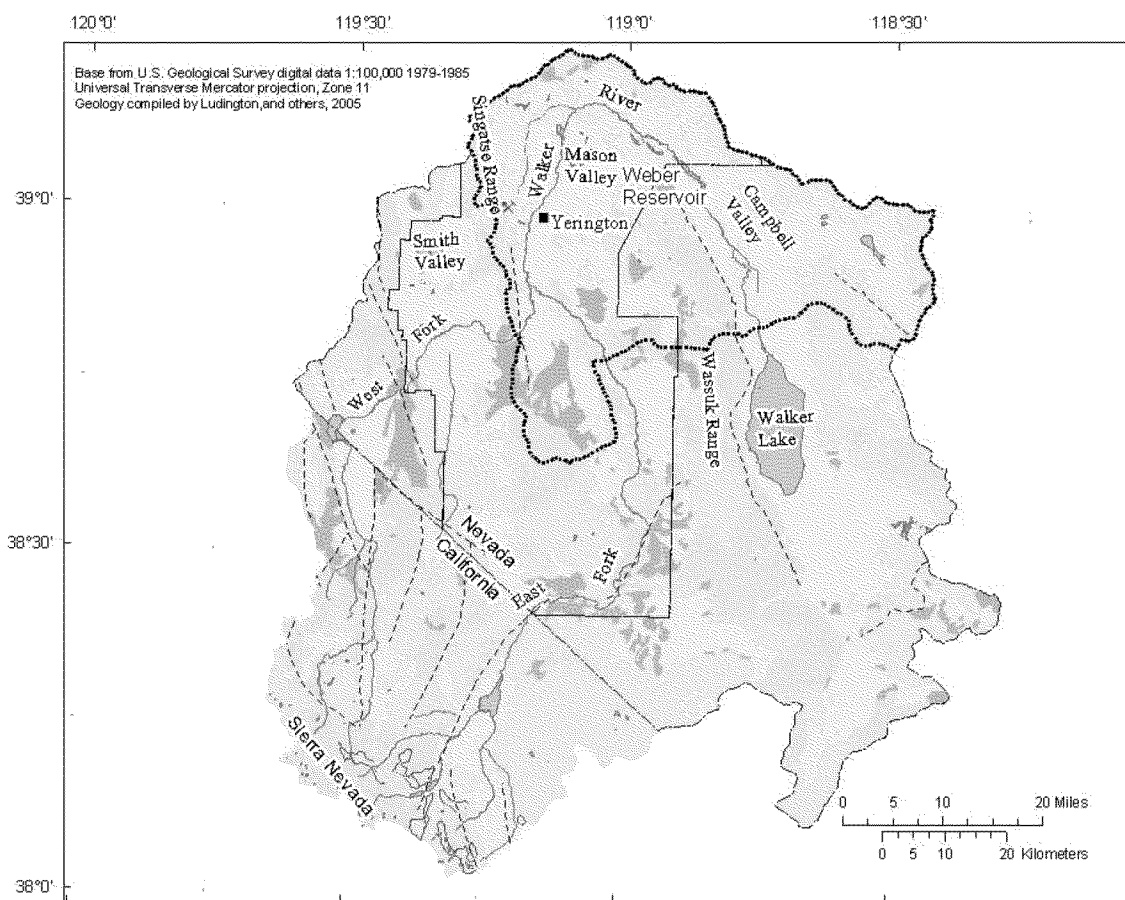 120°0'
119°30'
119°0'
118°30'
Base from U.S. Geological Survey digital data 1:100,000 1979-1985
Universal Transverse Mercator projection, Zone 11
Geology compiled by Ludington,and others, 2005
River
Singatse Range
Walker
Mason
Valley
Weber
Reservoir
39°0'
Campbell
Valley
Yerington
Smith
Valley
Fork
West
Wassuk Range
Walker
Lake
38°30'
Nevada
California
East
Fork
Sierra Nevada
0 5 10 20 Miles
0 5 10 20 Kilometers
38°0'